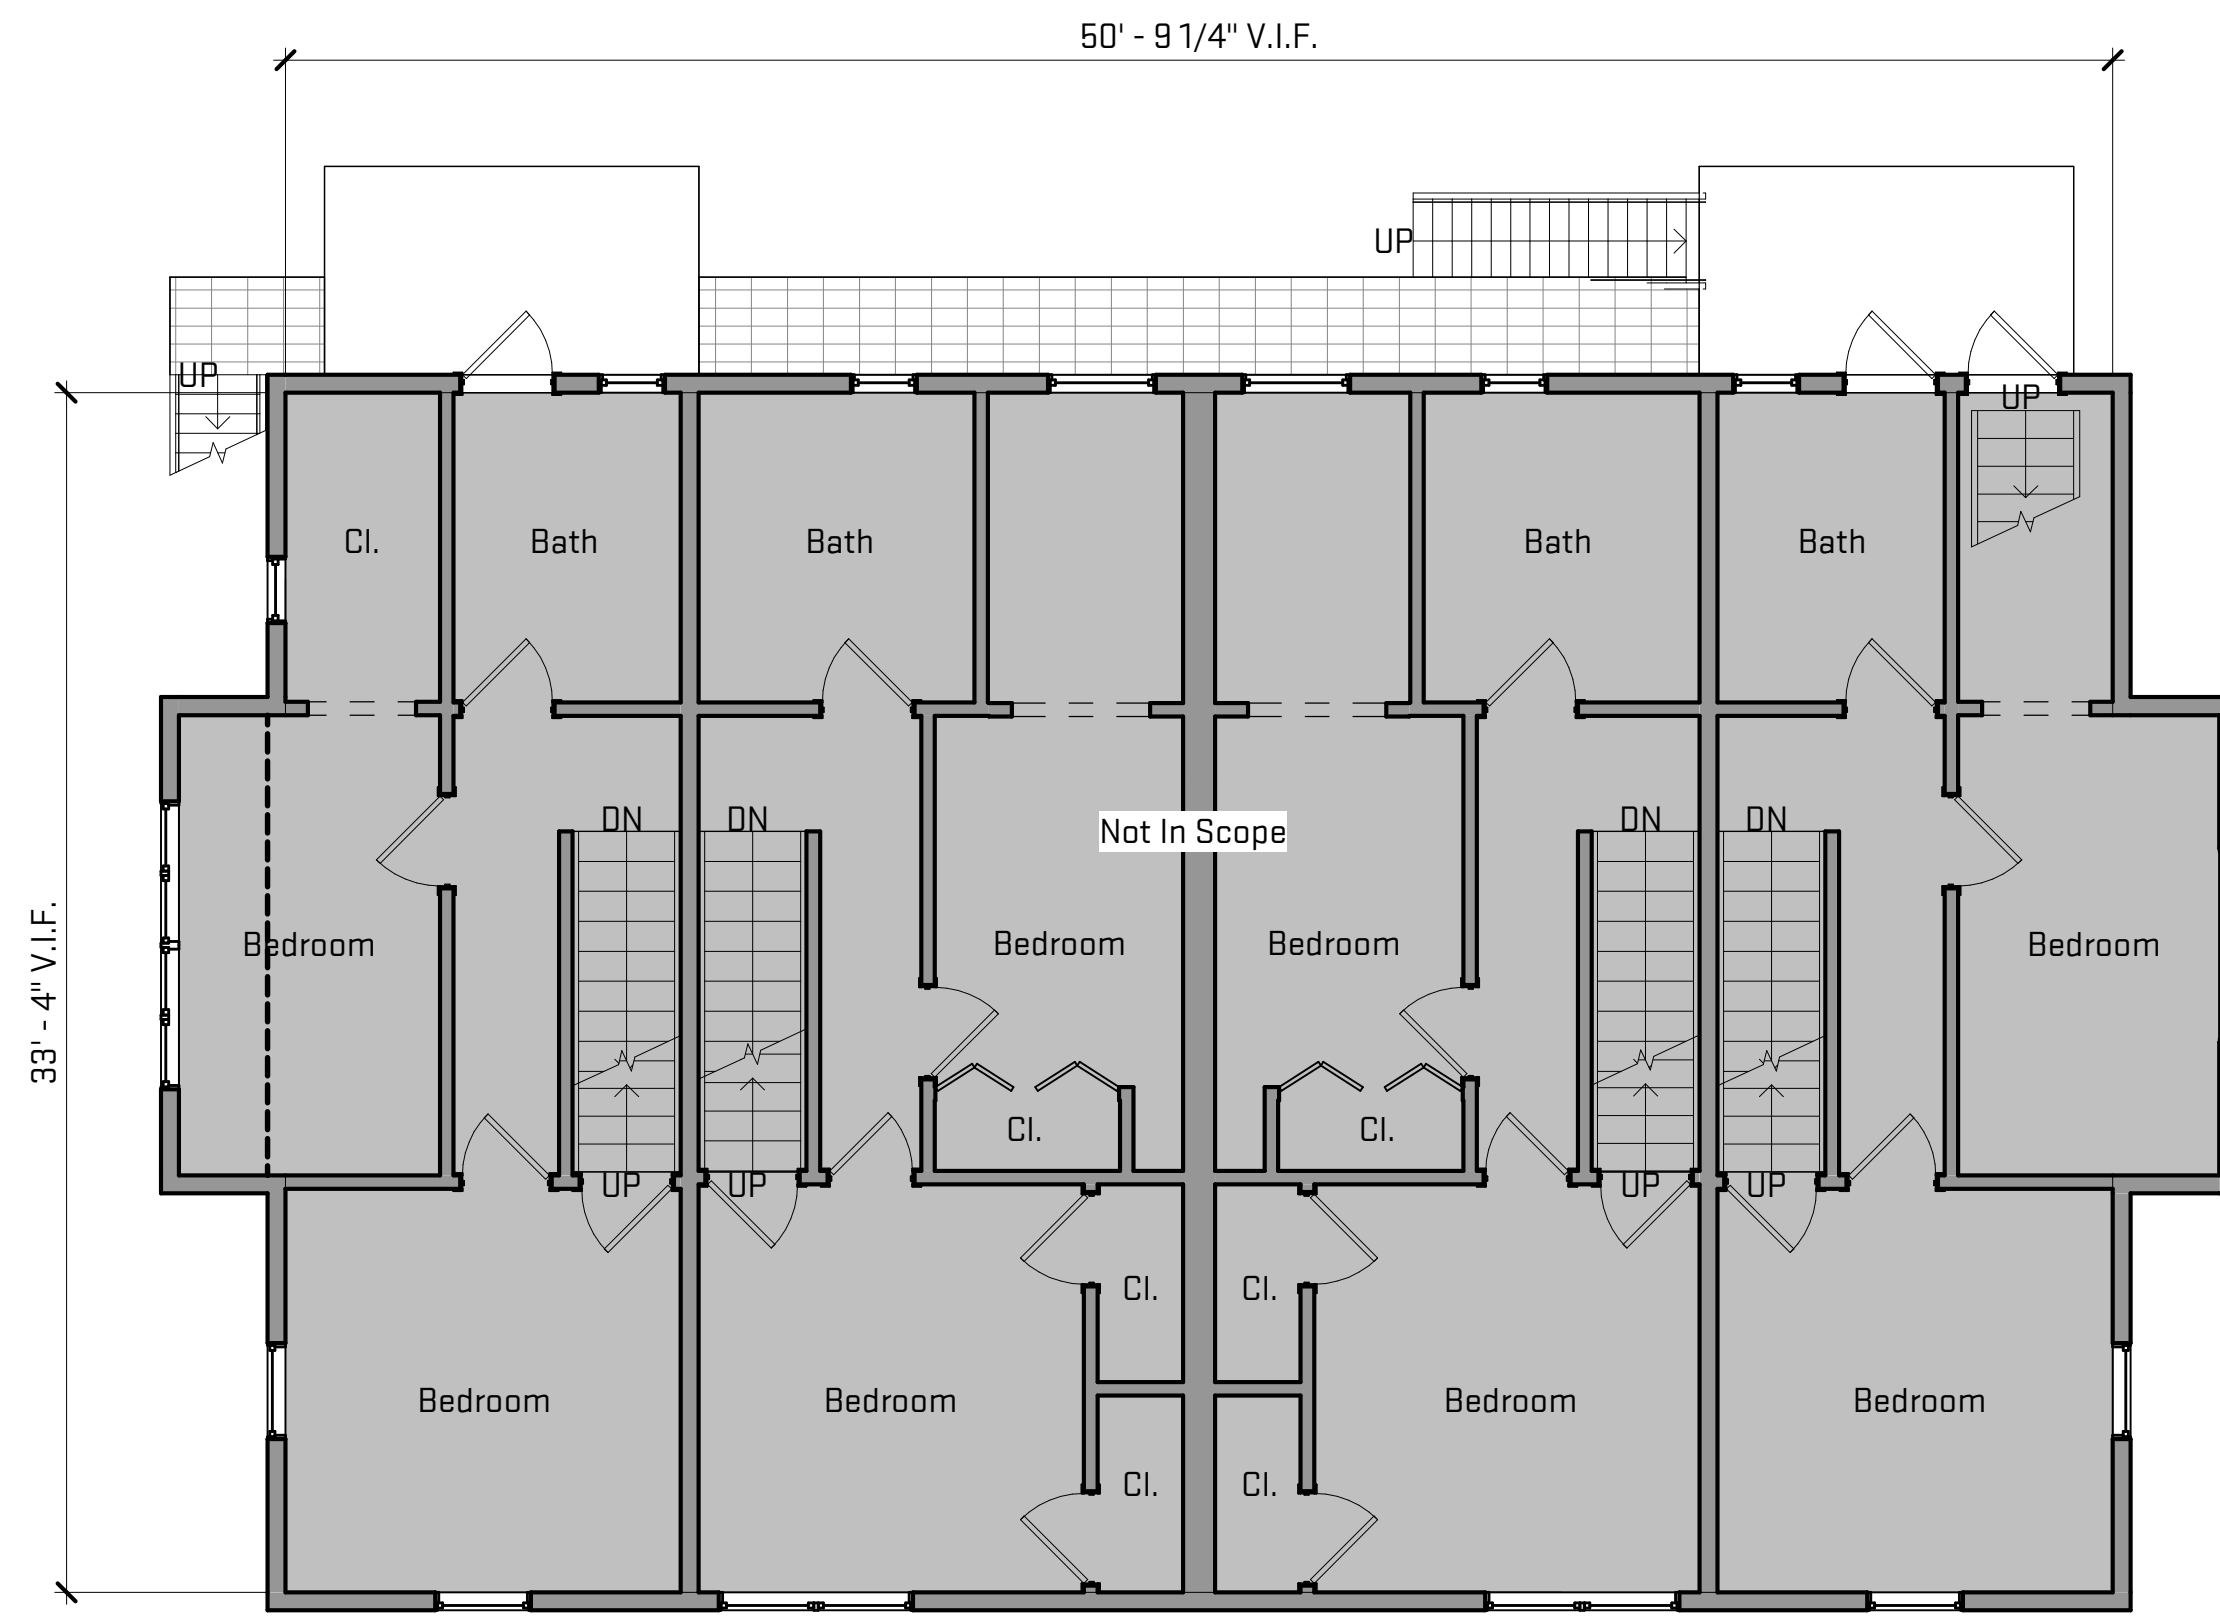 50' - 9 1/4" V.I.F.
UP
UP
UP
Cl.
Bath
Bath
Bath
Bath
DN
DN
Not In Scope
DN
DN
33' - 4" V.I.F.
Bedroom
Bedroom
Bedroom
Bedroom
Cl.
Cl.
UP
UP
UP
UP
Cl.
Cl.
Bedroom
Bedroom
Bedroom
Bedroom
Cl.
Cl.